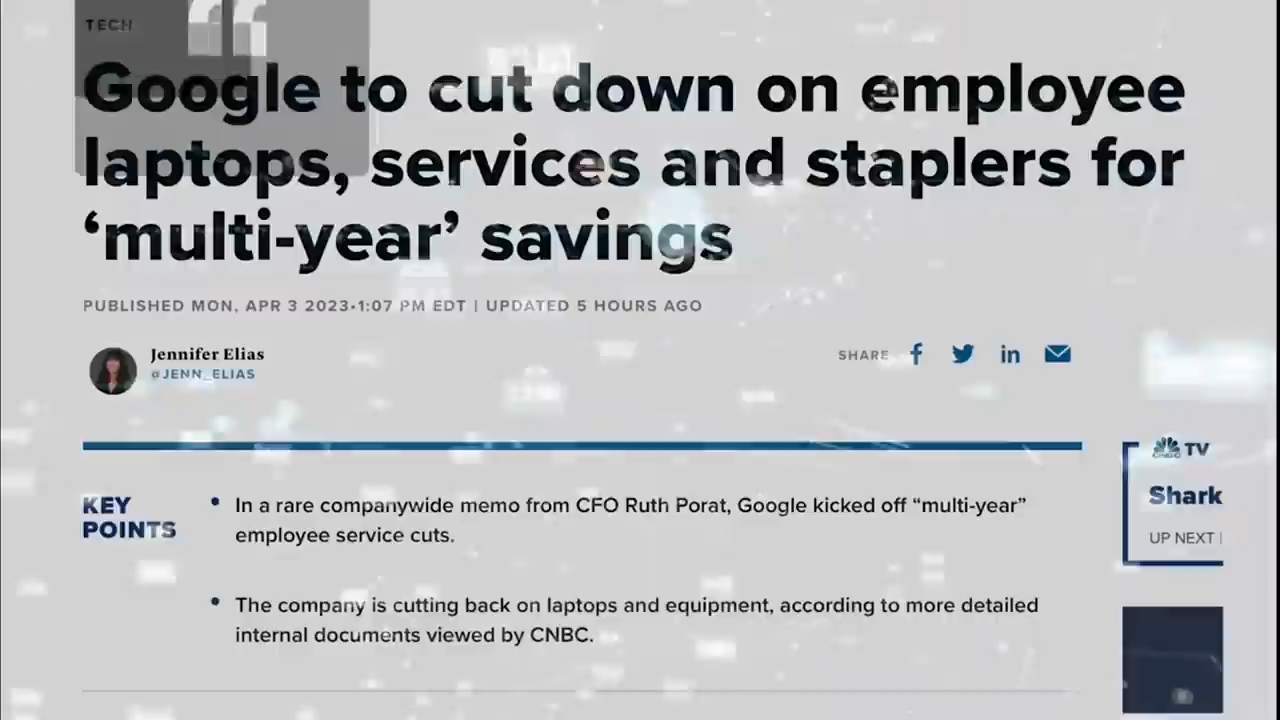 TECH
Google to cut down on employee
laptops, services and staplers for
‘multi-year’ savings
PUBLISHED MON, APR 3 2023•1:07 PM EDT | UPDATED 5 HOURS AGO
Jennifer Elias
@JENN_ELIAS
SHARE
KEY
POINTS
• In a rare companywide memo from CFO Ruth Porat, Google kicked off “multi-year”
employee service cuts.
• The company is cutting back on laptops and equipment, according to more detailed
internal documents viewed by CNBC.
CNBC TV
Shark
UP NEXT |